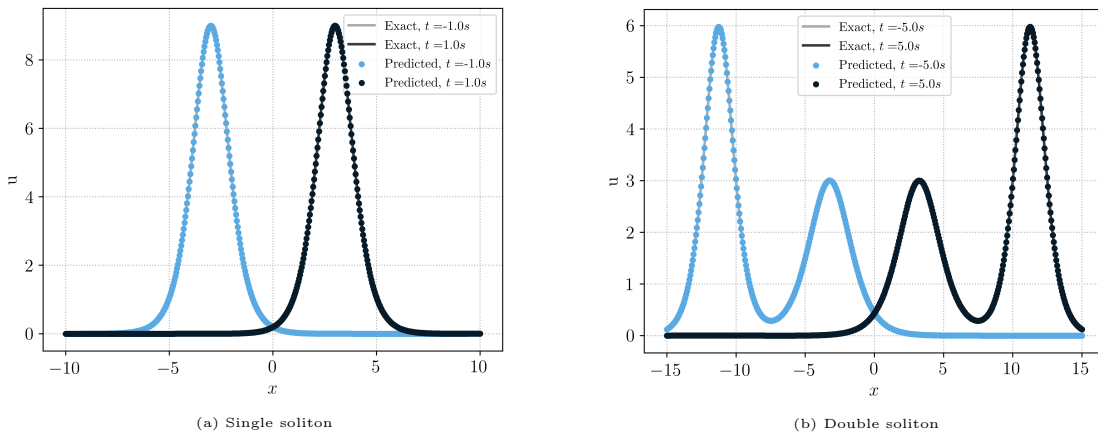 Exact, t =-1.0s
Exact, t =1.0s
Predicted, t =-1.0s
Predicted, t =1.0s
8
6
4
2
0
u
−10
−5
0
5
10
x
(a) Single soliton
Exact, t =-5.0s
Exact, t =5.0s
Predicted, t =-5.0s
Predicted, t =5.0s
6
5
4
3
2
1
0
u
−15
−10
−5
0
5
10
15
x
(b) Double soliton